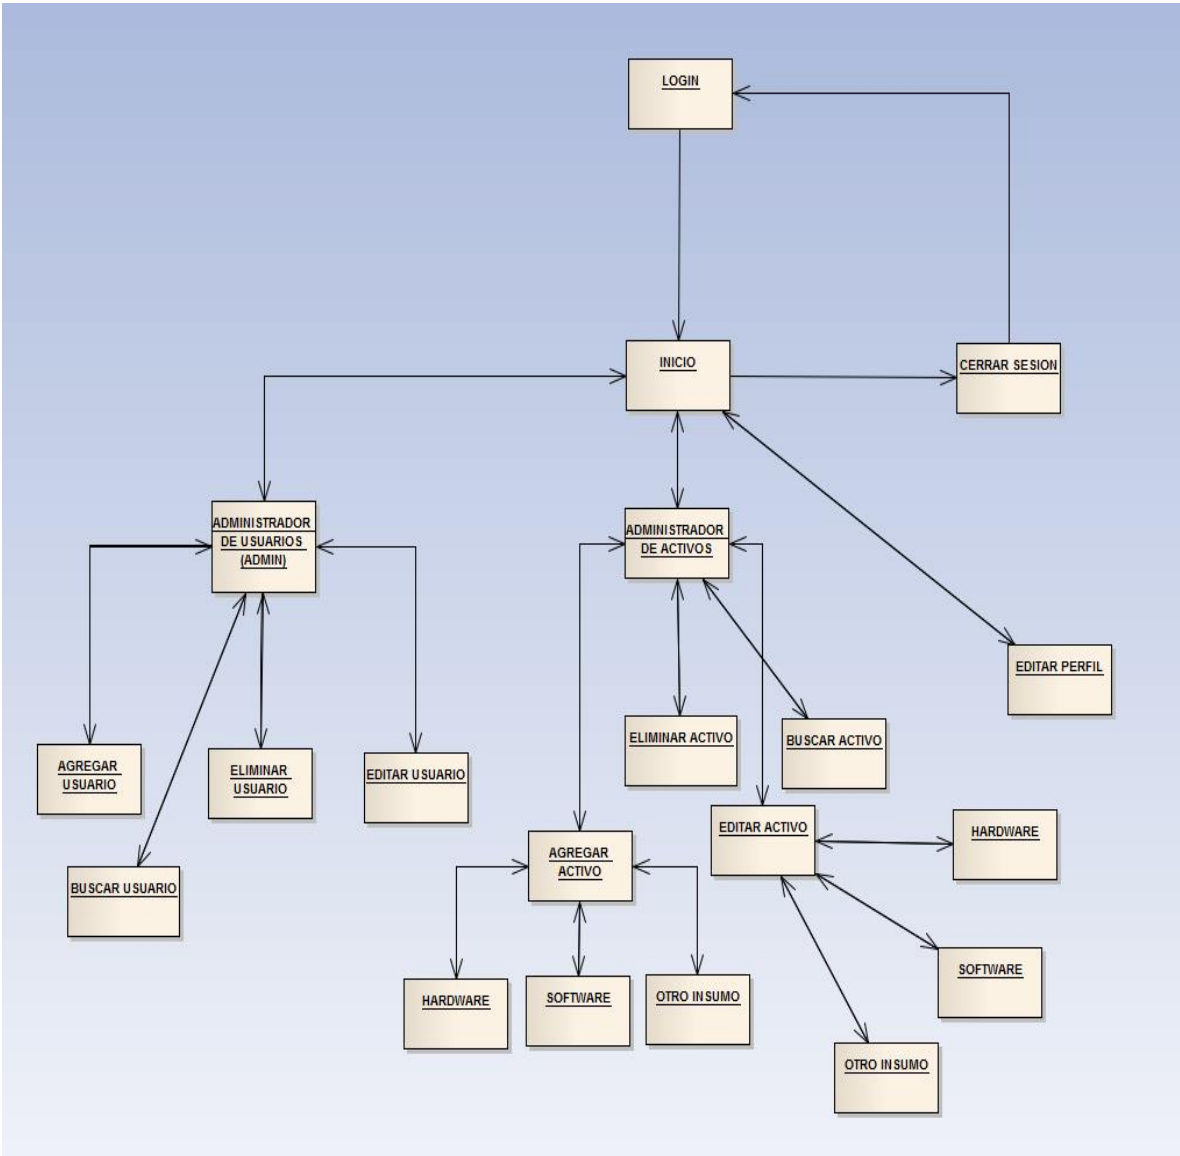 LOGIN
INICIO
CERRAR SESION
ADMINISTRADOR
DE USUARIOS
(ADMIN)
ADMINISTRADOR
DE ACTIVOS
EDITAR PERFIL
AGREGAR
USUARIO
ELIMINAR
USUARIO
EDITAR USUARIO
BUSCAR USUARIO
ELIMINAR ACTIVO
BUSCAR ACTIVO
AGREGAR
ACTIVO
EDITAR ACTIVO
HARDWARE
HARDWARE
SOFTWARE
OTRO INSUMO
SOFTWARE
OTRO INSUMO